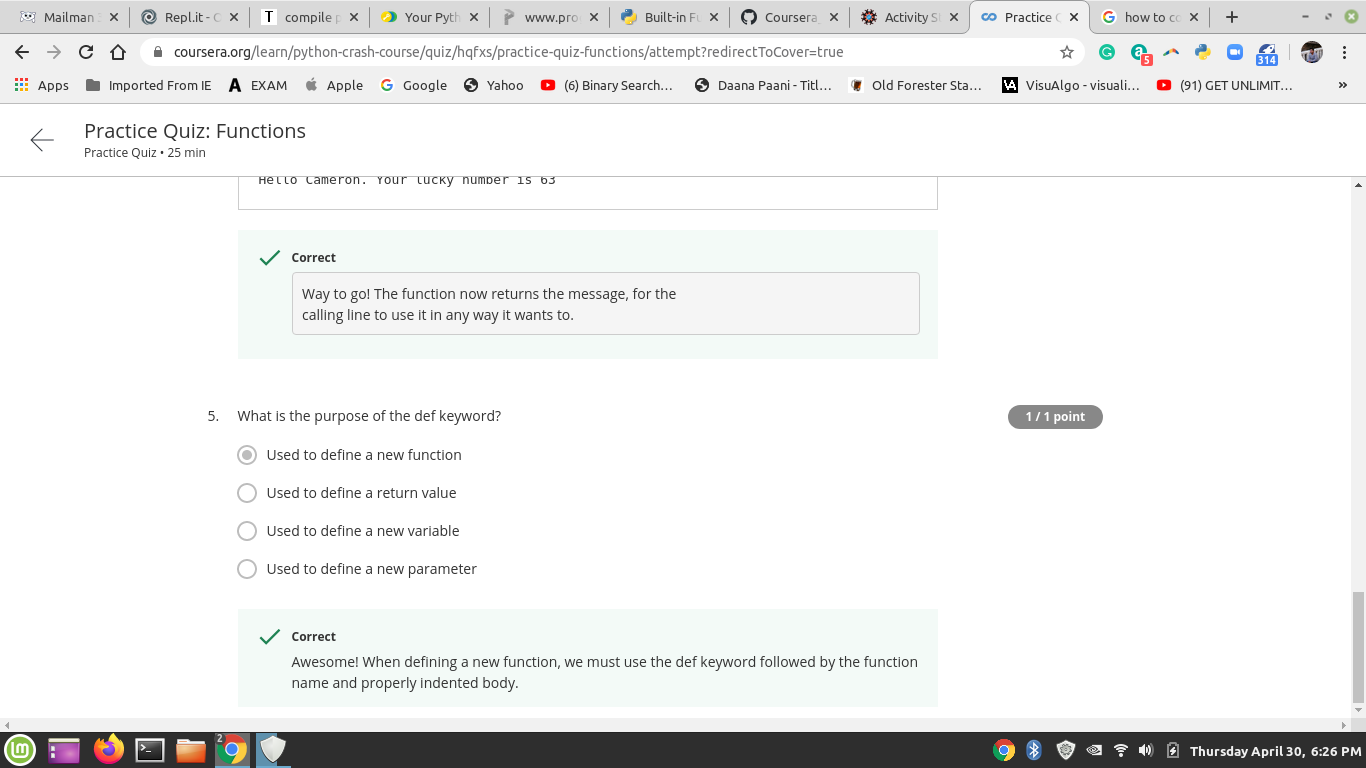 Mailman
Repl.it - C
compile p
Your Pyth
www.pro
Built-in Fu
Coursera
Activity S
Practice Q
how to co
coursera.org/learn/python-crash-course/quiz/hqfxs/practice-quiz-functions/attempt?redirectToCover=true
5
314
Apps
Imported From IE
EXAM
Apple
Google
Yahoo
(6) Binary Search...
Daana Paani - Titl...
Old Forester Sta...
VisuAlgo - visuali...
(91) GET UNLIMIT...
»
Practice Quiz: Functions
Practice Quiz • 25 min
Hello Cameron. Your lucky number is 63
Correct
Way to go! The function now returns the message, for the
calling line to use it in any way it wants to.
5. What is the purpose of the def keyword?
1 / 1 point
Used to define a new function
Used to define a return value
Used to define a new variable
Used to define a new parameter
Correct
Awesome! When defining a new function, we must use the def keyword followed by the function
name and properly indented body.
2
Thursday April 30, 6:26 PM